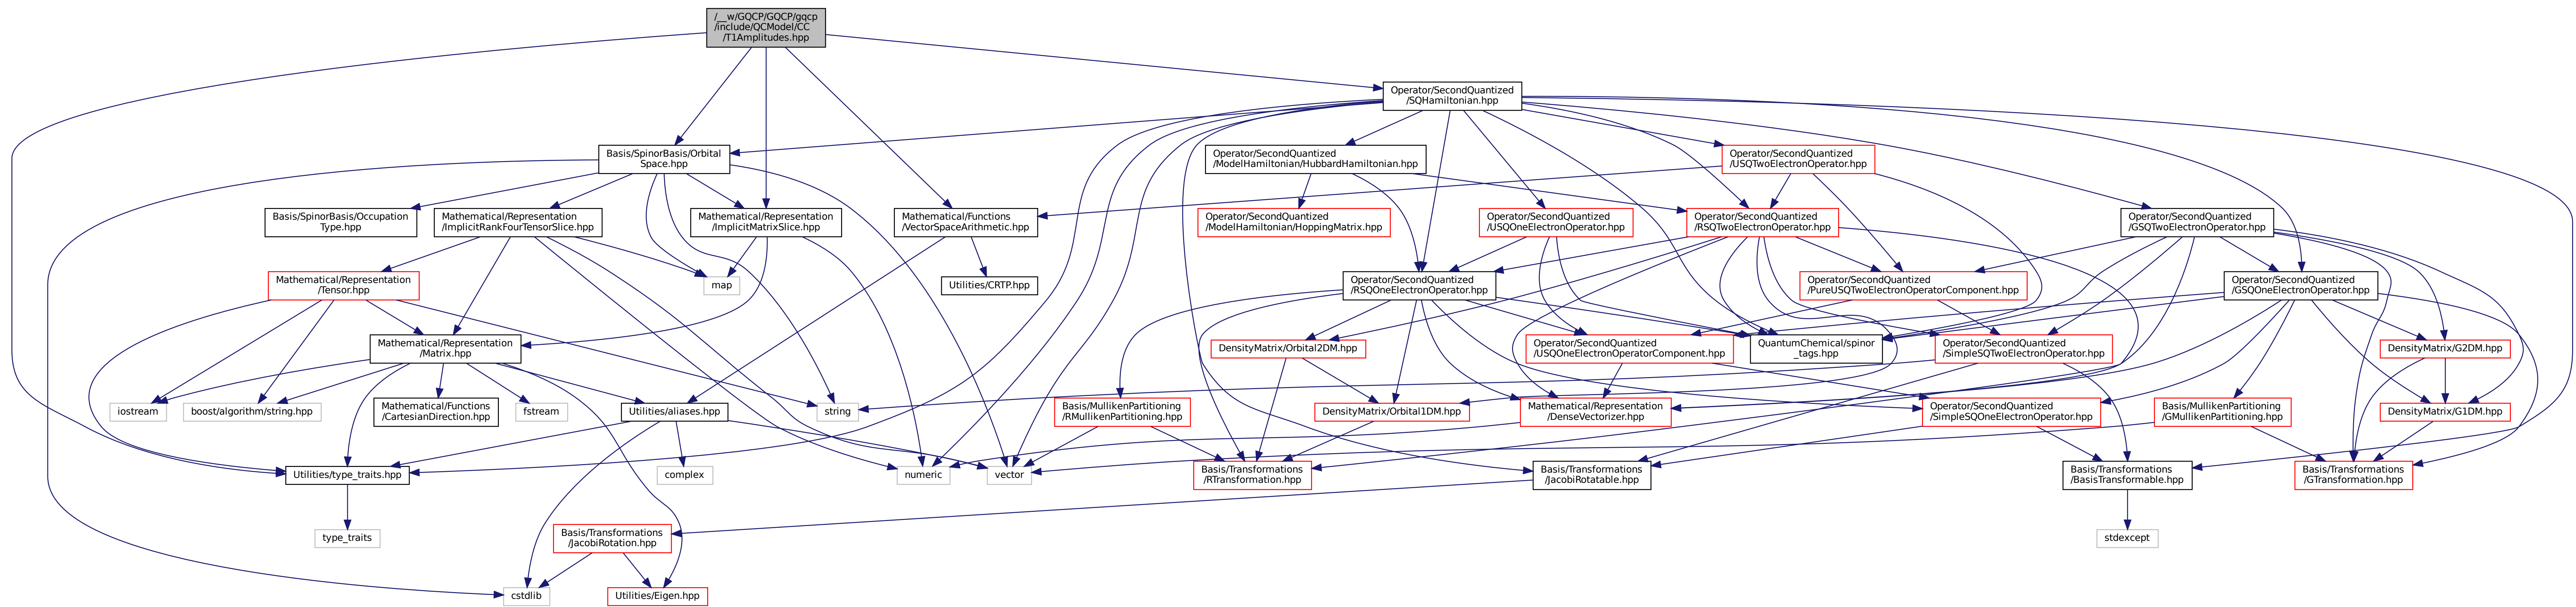 /__w/GQCP/GQCP/gqcp
/include/QCModel/CC
/T1Amplitudes.hpp
Operator/SecondQuantized
/SQHamiltonian.hpp
Basis/SpinorBasis/Orbital
Space.hpp
Operator/SecondQuantized
/ModelHamiltonian/HubbardHamiltonian.hpp
Operator/SecondQuantized
/USQTwoElectronOperator.hpp
Basis/SpinorBasis/Occupation
Type.hpp
Mathematical/Representation
/ImplicitRankFourTensorSlice.hpp
Mathematical/Representation
/ImplicitMatrixSlice.hpp
Mathematical/Functions
/VectorSpaceArithmetic.hpp
Operator/SecondQuantized
/ModelHamiltonian/HoppingMatrix.hpp
Operator/SecondQuantized
/USQOneElectronOperator.hpp
Operator/SecondQuantized
/RSQTwoElectronOperator.hpp
Operator/SecondQuantized
/GSQTwoElectronOperator.hpp
Mathematical/Representation
/Tensor.hpp
map
Utilities/CRTP.hpp
Operator/SecondQuantized
/RSQOneElectronOperator.hpp
Operator/SecondQuantized
/PureUSQTwoElectronOperatorComponent.hpp
Operator/SecondQuantized
/GSQOneElectronOperator.hpp
Mathematical/Representation
/Matrix.hpp
DensityMatrix/Orbital2DM.hpp
Operator/SecondQuantized
/USQOneElectronOperatorComponent.hpp
QuantumChemical/spinor
_tags.hpp
Operator/SecondQuantized
/SimpleSQTwoElectronOperator.hpp
DensityMatrix/G2DM.hpp
iostream
boost/algorithm/string.hpp
Mathematical/Functions
/CartesianDirection.hpp
fstream
Utilities/aliases.hpp
string
Basis/MullikenPartitioning
/RMullikenPartitioning.hpp
DensityMatrix/Orbital1DM.hpp
Mathematical/Representation
/DenseVectorizer.hpp
Operator/SecondQuantized
/SimpleSQOneElectronOperator.hpp
Basis/MullikenPartitioning
/GMullikenPartitioning.hpp
DensityMatrix/G1DM.hpp
Utilities/type_traits.hpp
complex
numeric
vector
Basis/Transformations
/RTransformation.hpp
Basis/Transformations
/JacobiRotatable.hpp
Basis/Transformations
/BasisTransformable.hpp
Basis/Transformations
/GTransformation.hpp
type_traits
Basis/Transformations
/JacobiRotation.hpp
stdexcept
cstdlib
Utilities/Eigen.hpp